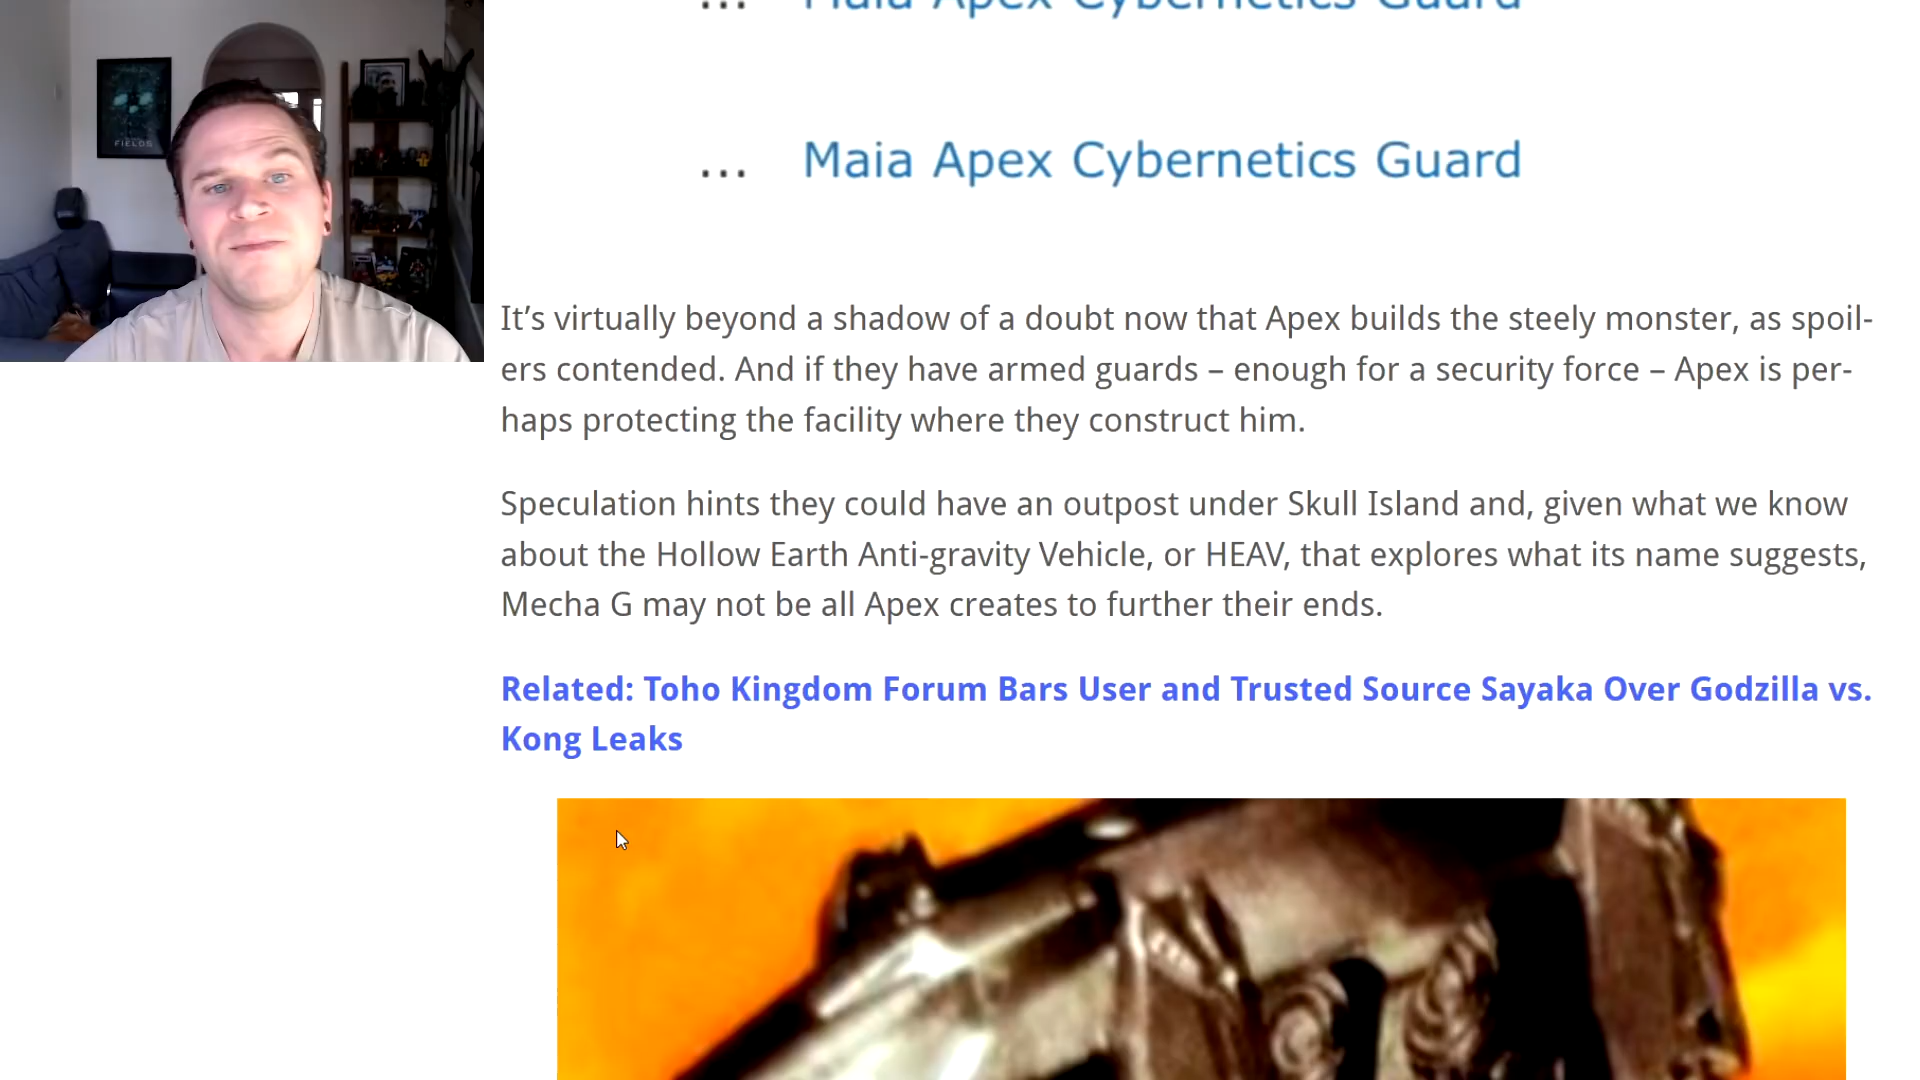 ... Maia Apex Cybernetics Guard
FIELDS
... Maia Apex Cybernetics Guard
It’s virtually beyond a shadow of a doubt now that Apex builds the steely monster, as spoil-
ers contended. And if they have armed guards – enough for a security force – Apex is per-
haps protecting the facility where they construct him.
Speculation hints they could have an outpost under Skull Island and, given what we know
about the Hollow Earth Anti-gravity Vehicle, or HEAV, that explores what its name suggests,
Mecha G may not be all Apex creates to further their ends.
Related: Toho Kingdom Forum Bars User and Trusted Source Sayaka Over Godzilla vs.
Kong Leaks